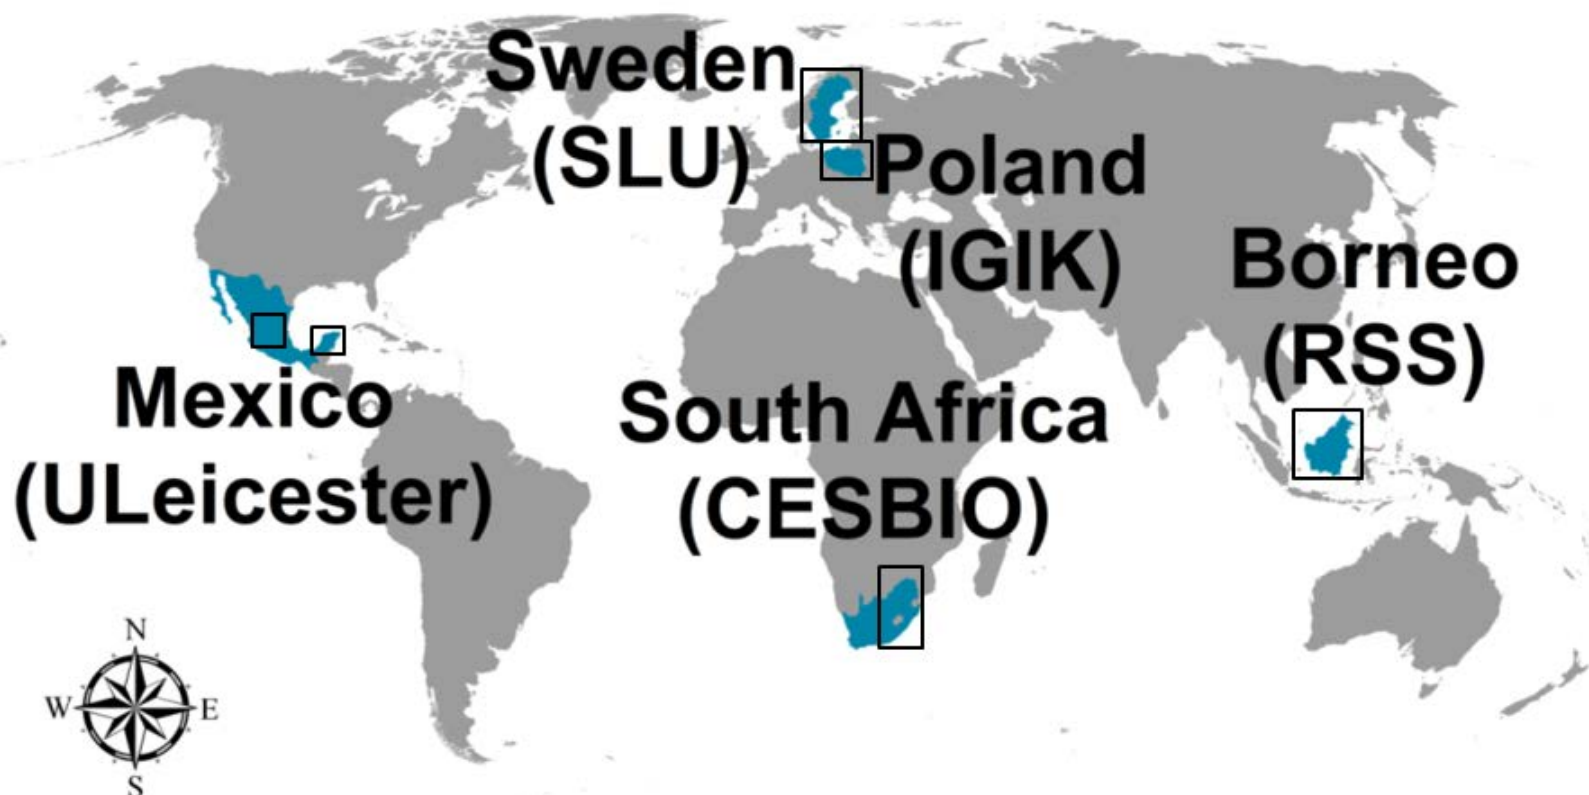 Sweden
(SLU)
Poland
(IGIK)
Borneo
(RSS)
Mexico
(ULeicester)
South Africa
(CESBIO)
N
W
E
S